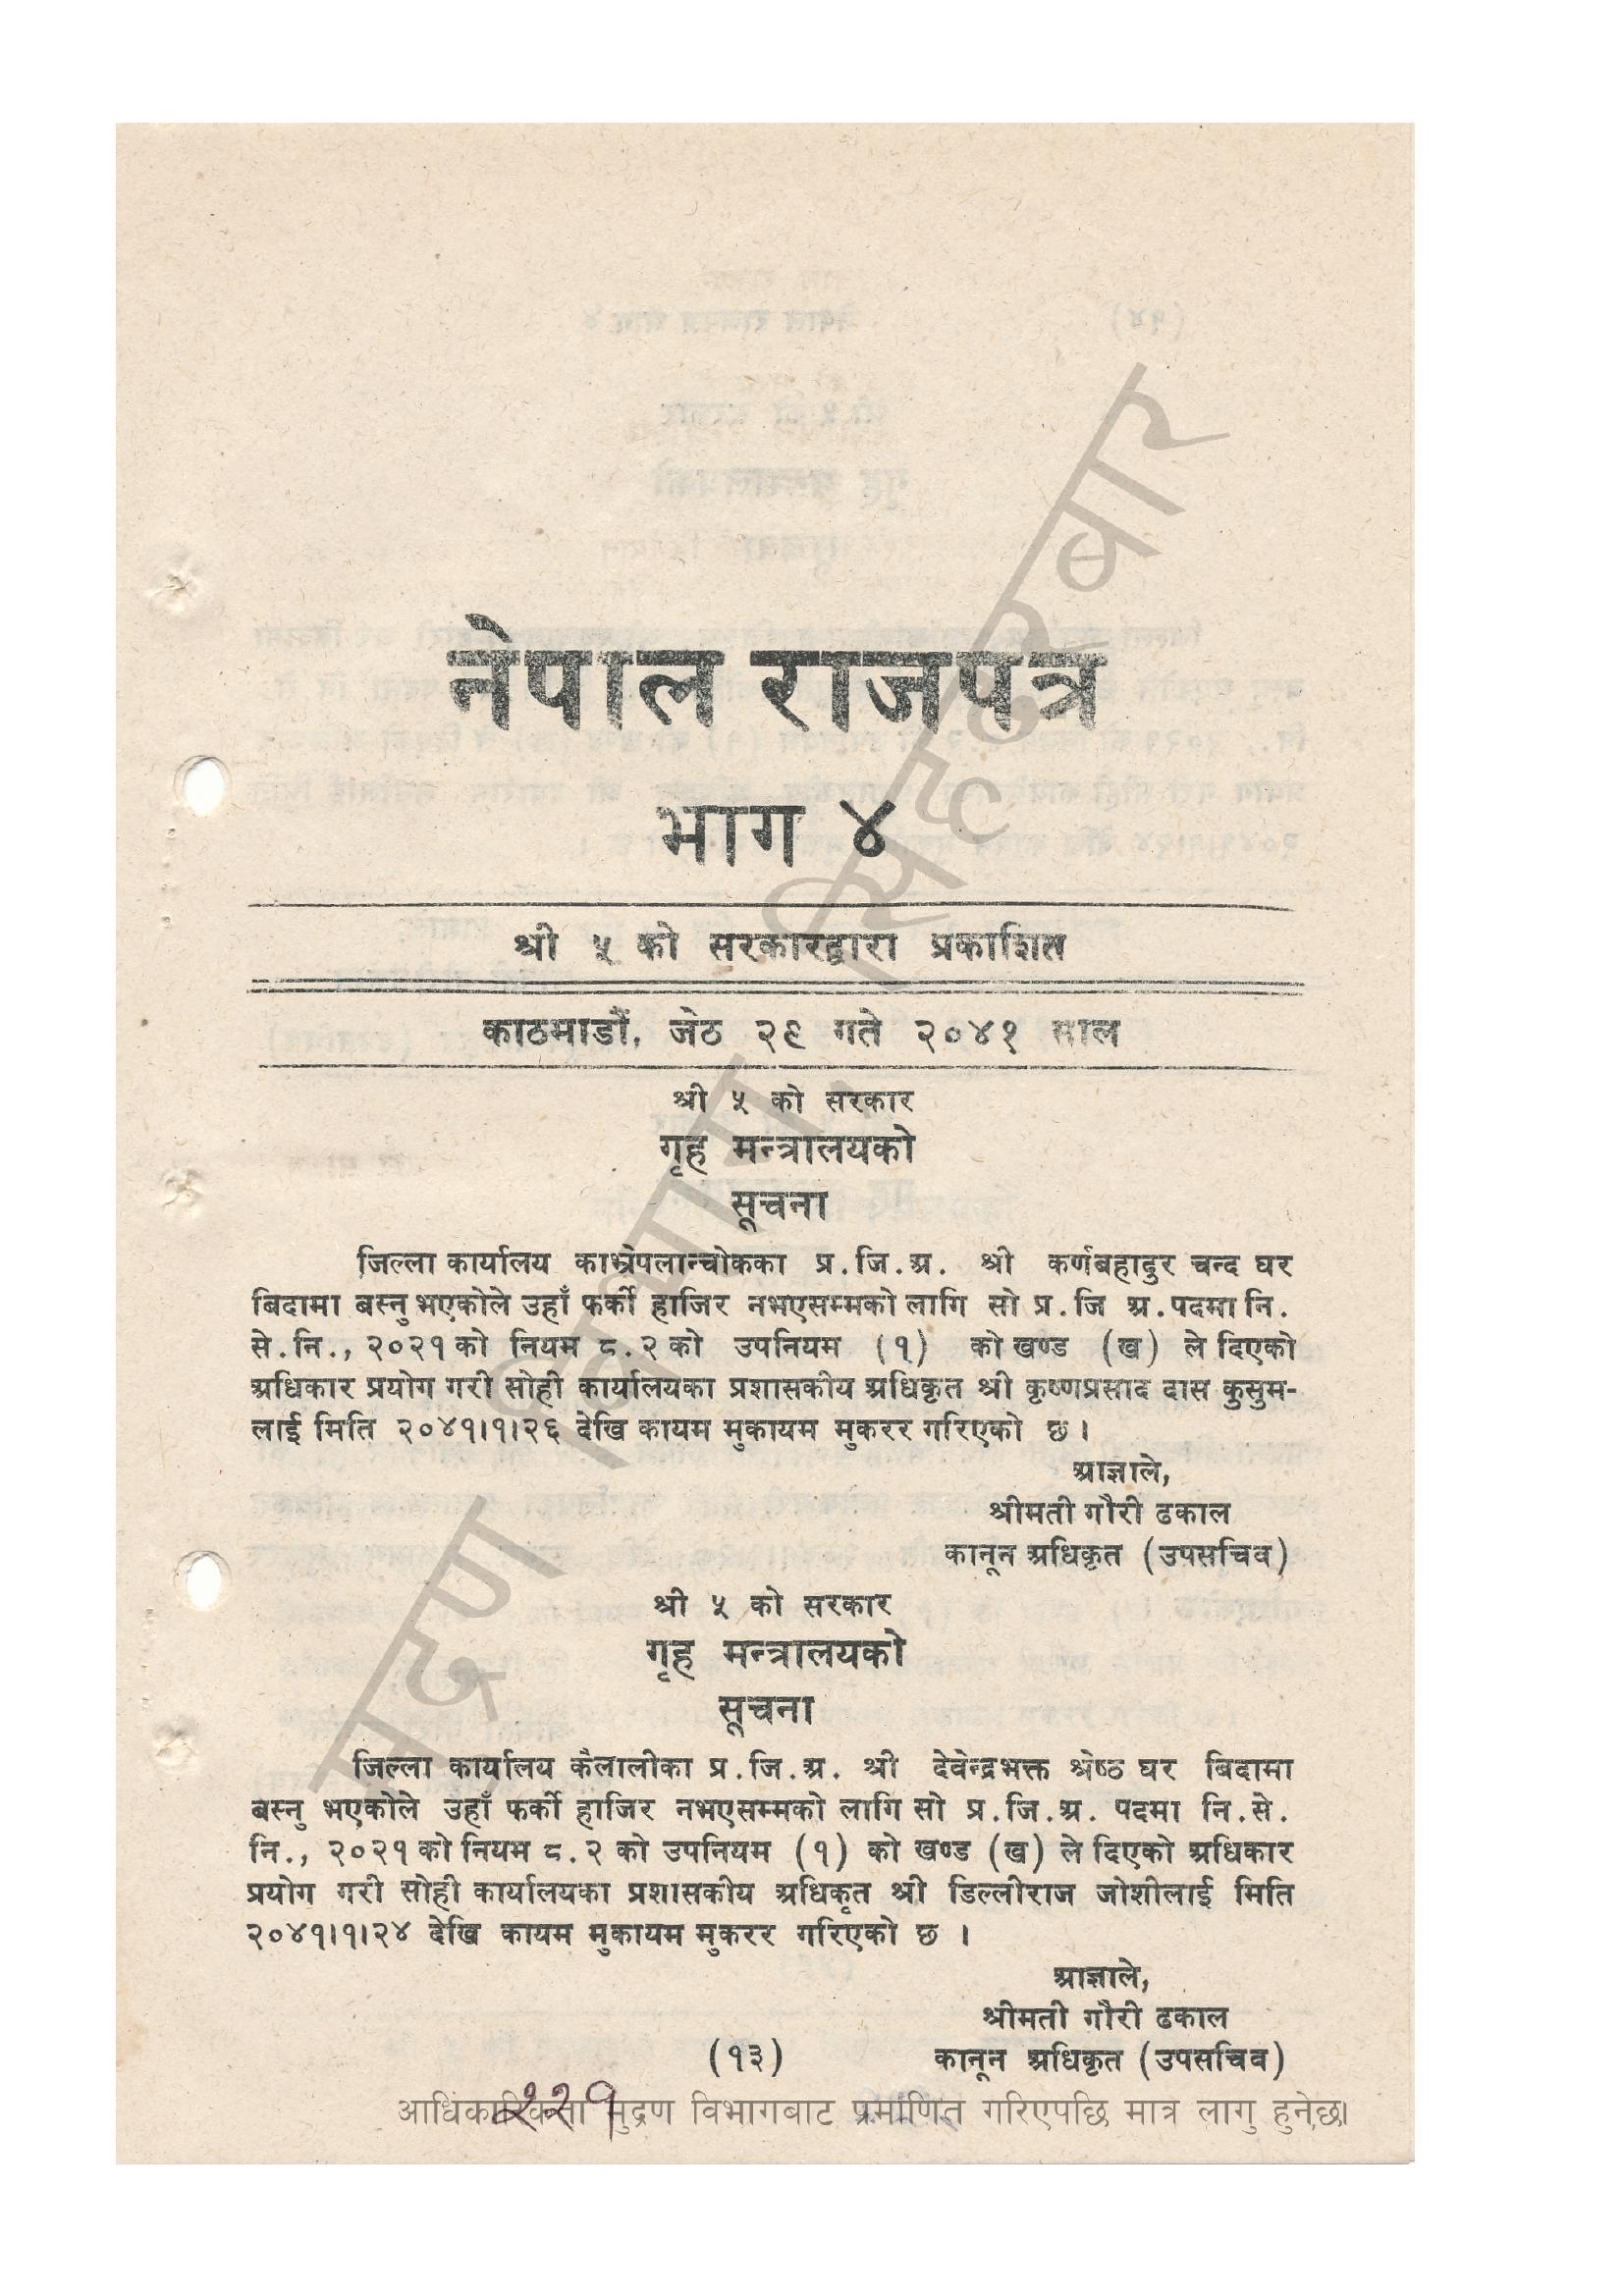 नेपाल राजपत्र
भाग ४
श्री ५ को सरकारद्वारा प्रकाशित
काठमाडौं, जेठ २९ गते २०४१ साल
श्री ५ को सरकार
गृह मन्त्रालयको
सूचना
जिल्ला कार्यालय काभ्रेपलान्चोकका प्र.जि.अ. श्री कर्णबहादुर चन्द घर
बिदामा बस्नु भएकोले उहाँ फर्की हाजिर नभएसम्मको लागि सो प्र.जि अ.पदमा नि.
से.नि., २०२१ को नियम ८.२ को उपनियम (१) को खण्ड (ख) ले दिएको
अधिकार प्रयोग गरी सोही कार्यालयका प्रशासकीय अधिकृत श्री कृष्णप्रसाद दास कुसुम-
लाई मिति २०४१।१।२६ देखि कायम मुकायम मुकरर गरिएको छ।
आज्ञाले,
श्रीमती गौरी ढकाल
कानून अधिकृत (उपसचिव)
श्री ५ को सरकार
गृह मन्त्रालयको
सूचना
जिल्ला कार्यालय कैलालीका प्र.जि.अ. श्री देवेन्द्रभक्त श्रेष्ठ घर बिदामा
बस्नु भएकोले उहाँ फर्की हाजिर नभएसम्मको लागि सो प्र.जि.अ. पदमा नि.से.
नि., २०२१ को नियम ८.२ को उपनियम (१) को खण्ड (ख) ले दिएको अधिकार
प्रयोग गरी सोही कार्यालयका प्रशासकीय अधिकृत श्री डिल्लीराज जोशीलाई मिति
२०४१।१।२४ देखि कायम मुकायम मुकरर गरिएको छ ।
आज्ञाले,
श्रीमती गौरी ढकाल
(१३) कानून अधिकृत (उपसचिव)
२२१
आधिकारिकता मुद्रण विभागबाट प्रमाणित गरिएपछि मात्र लागु हुनेछ।
मुद्रण विभाग, सिंहदरबार